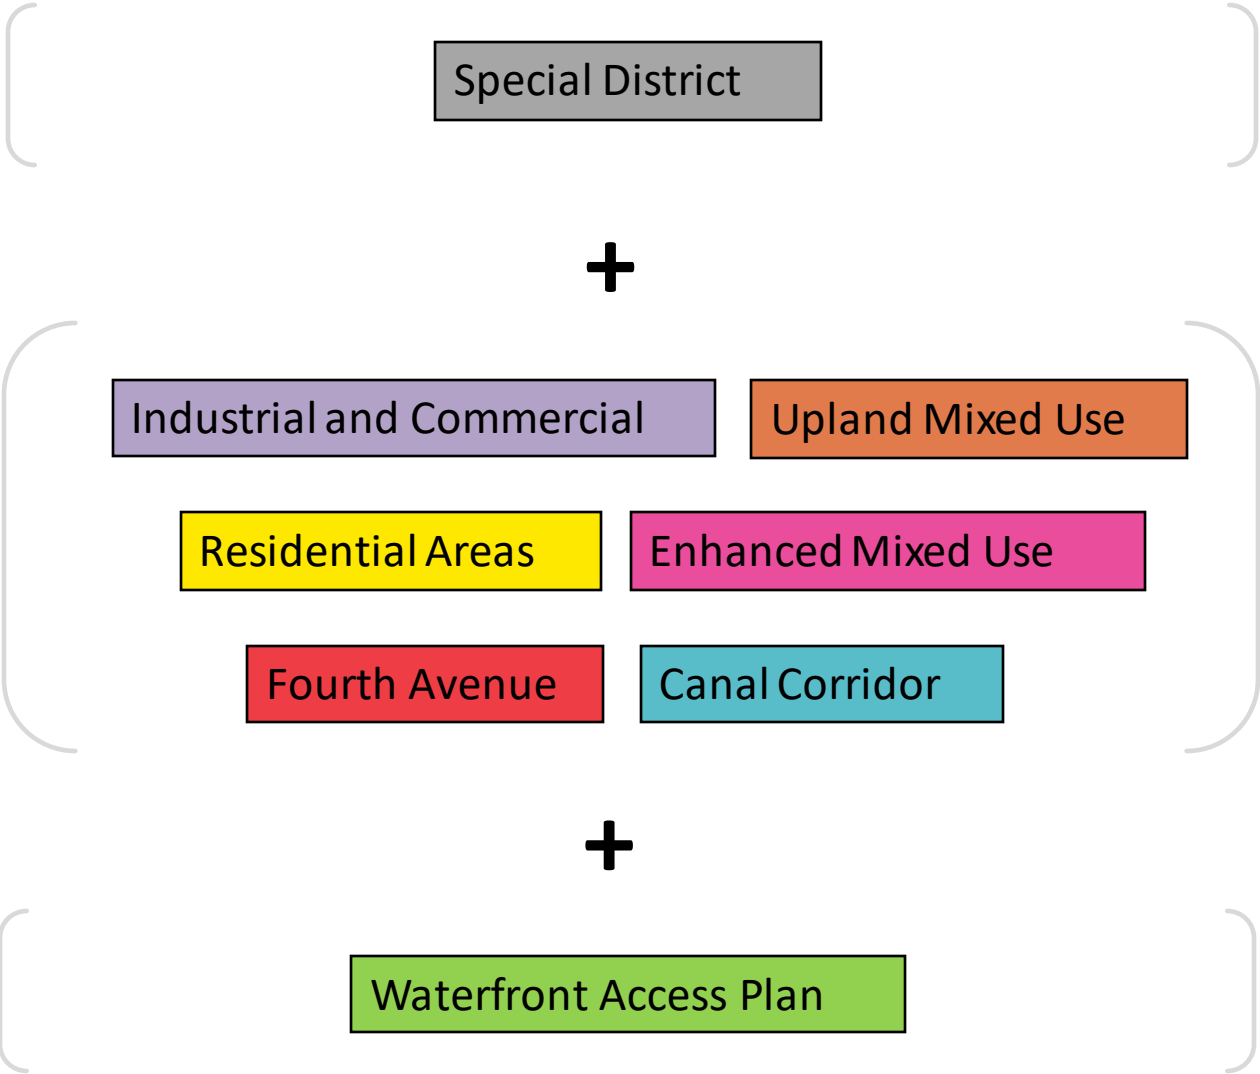 Special District
+
Industrial and Commercial
Upland Mixed Use
Residential Areas
Enhanced Mixed Use
Fourth Avenue
Canal Corridor
+
Waterfront Access Plan